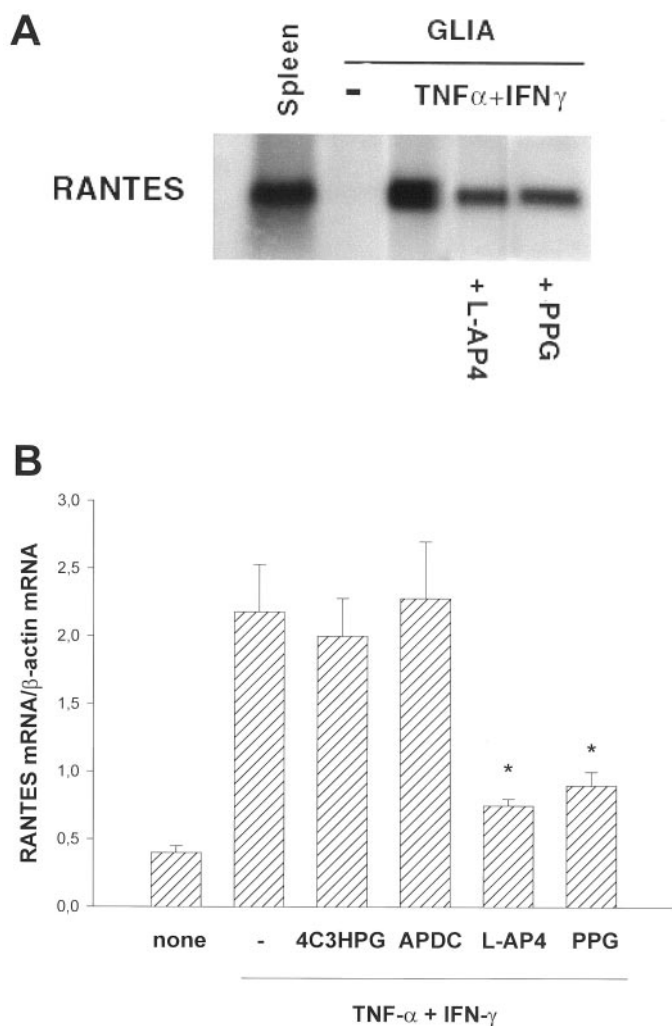 A
GLIA
Spleen
-
TNFα+IFNγ
RANTES
+ L-AP4
+ PPG
B
3,0
2,5
2,0
1,5
1,0
0,5
0,0
RANTES mRNA/β-actin mRNA
*
*
none - 4C3HPG APDC L-AP4 PPG
TNF-α + IFN-γ